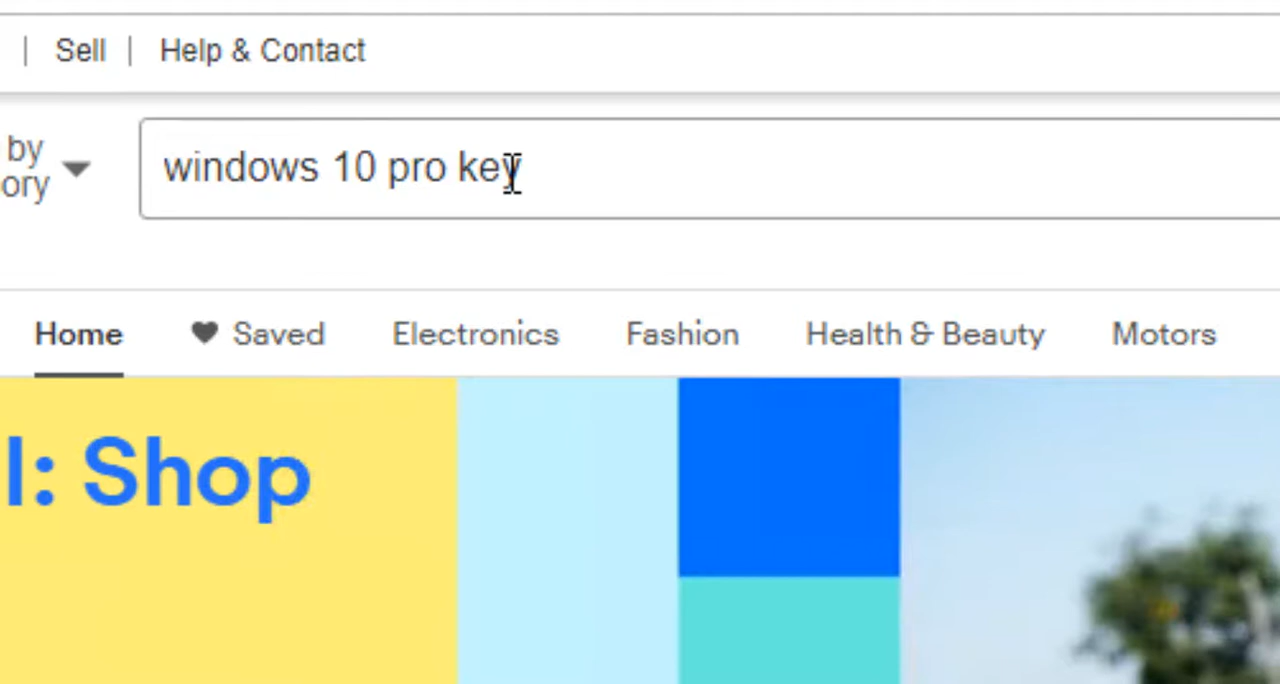 Sell | Help & Contact
by
windows 10 pro key
ory
Home Saved Electronics Fashion Health & Beauty Motors
l: Shop